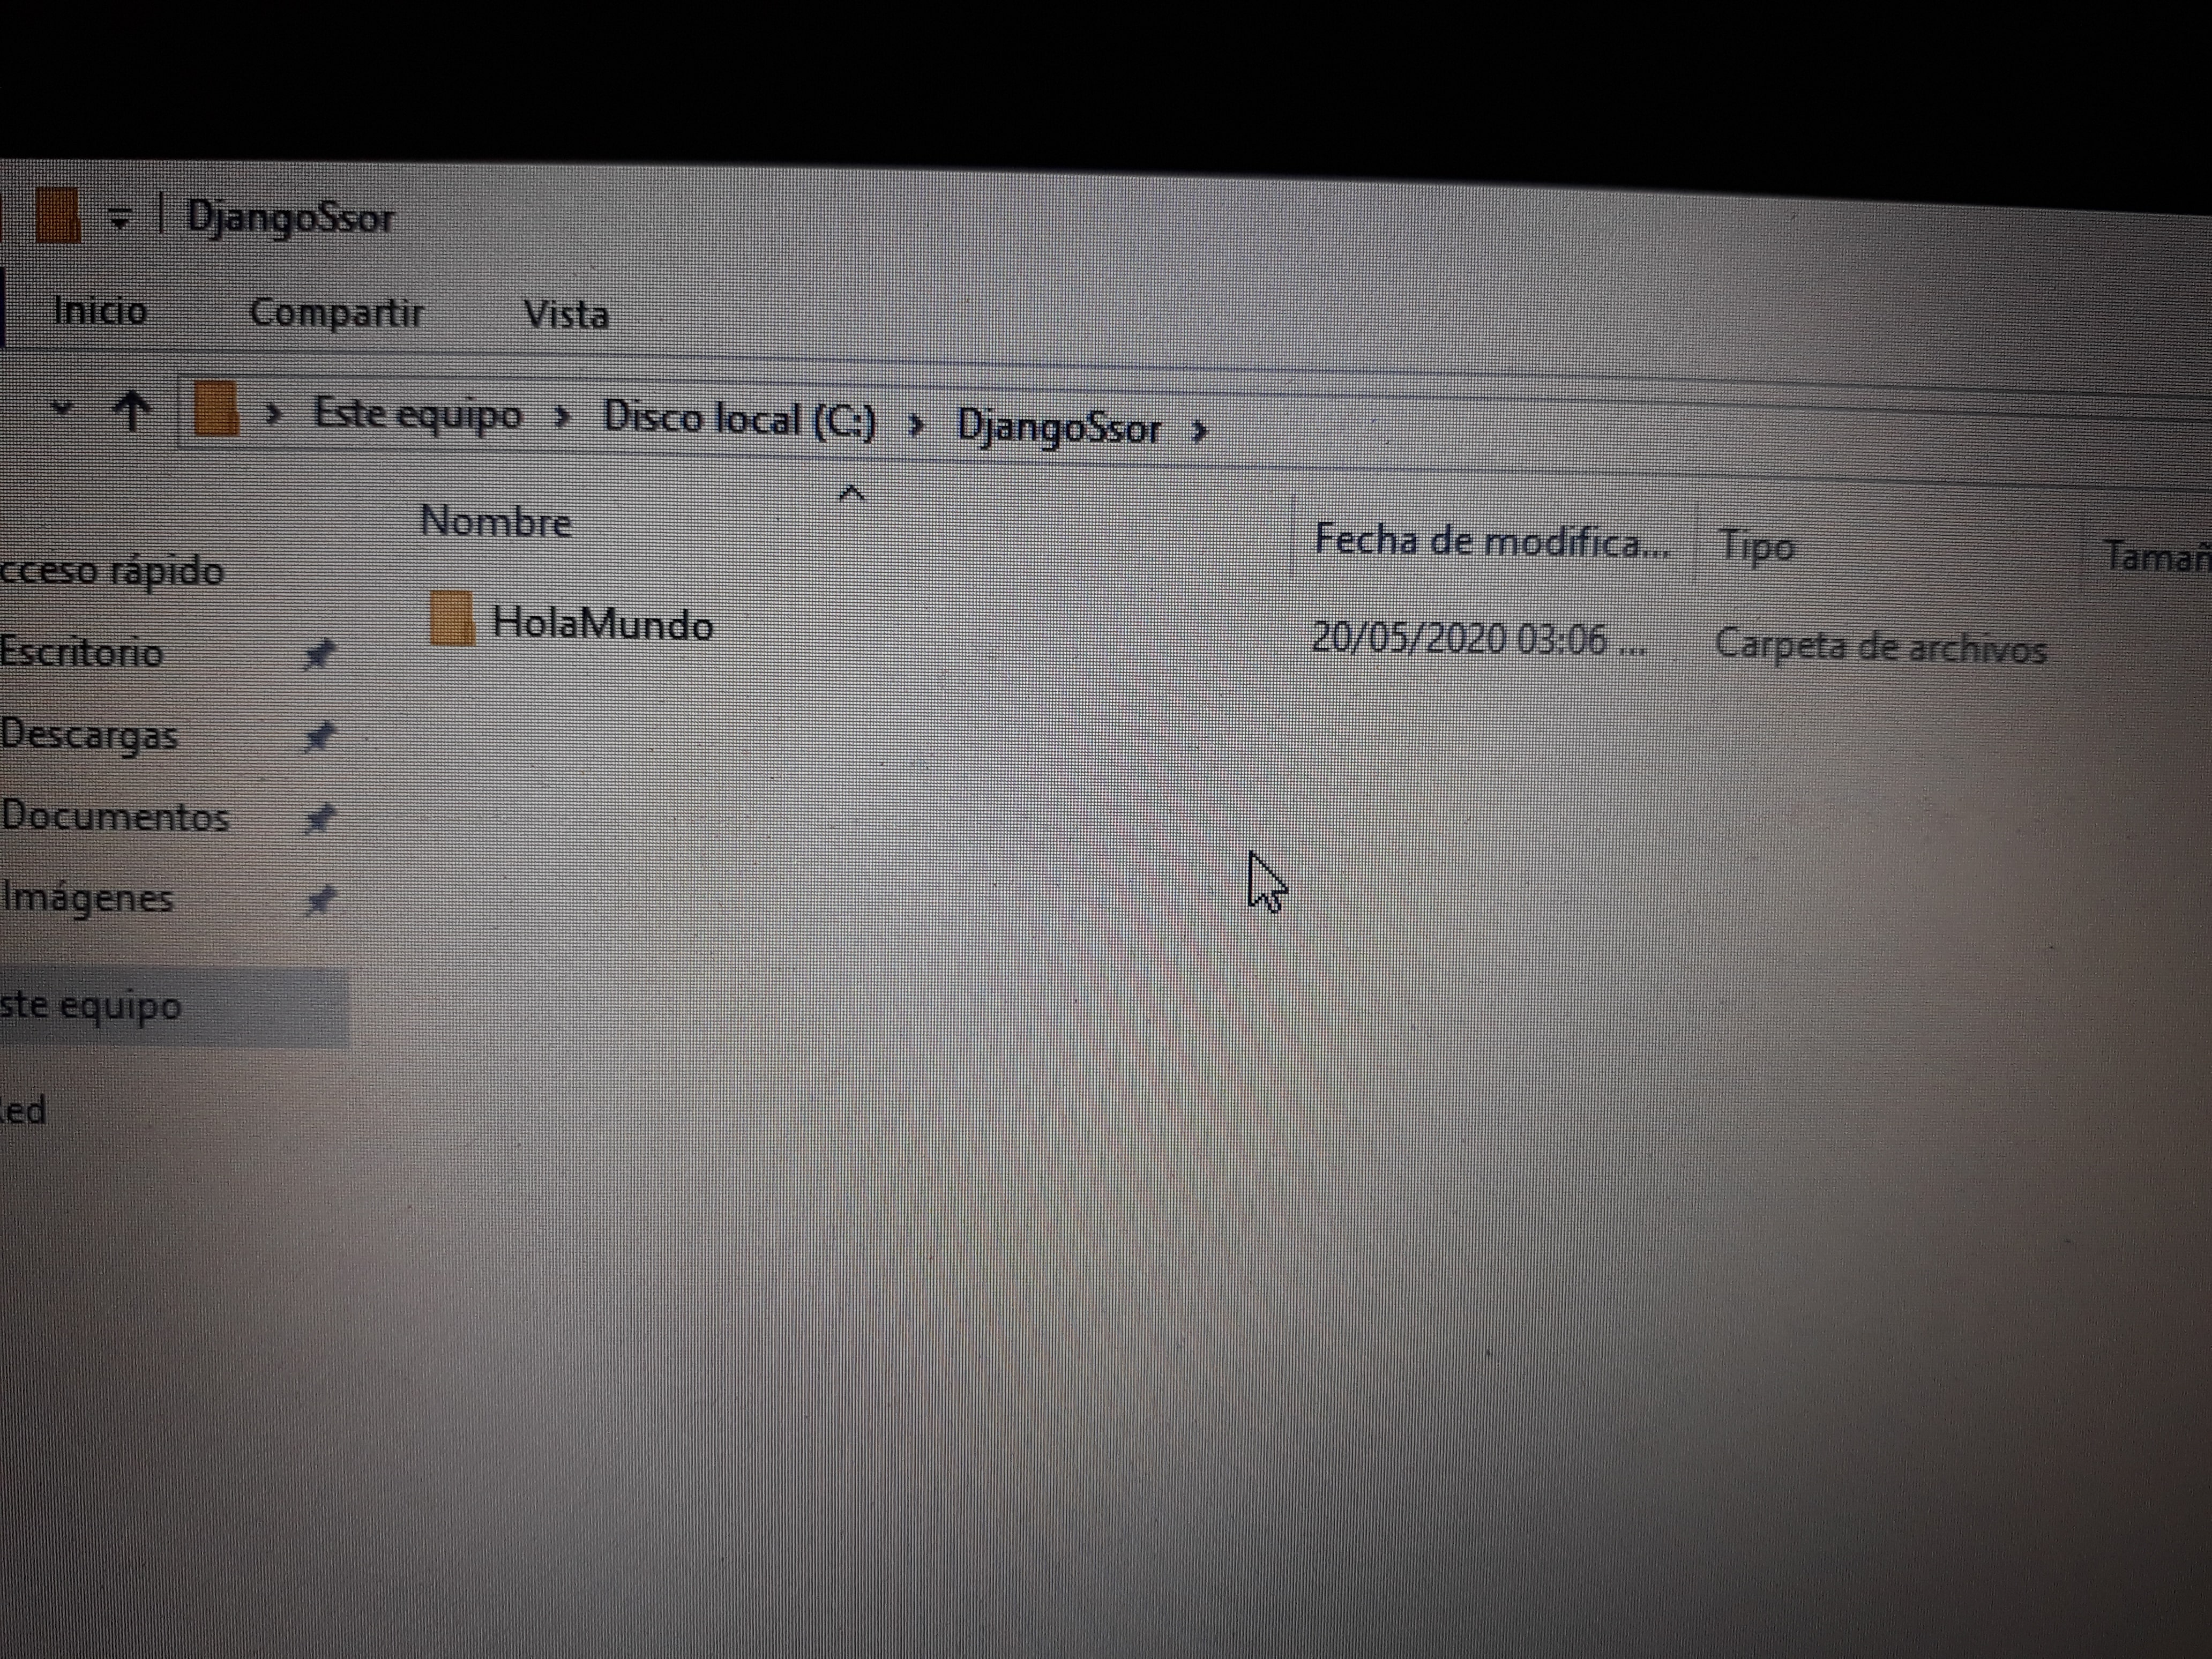 DjangoSsor
Inicio Compartir Vista
Este equipo Disco local (C:) DjangoSsor
Nombre Fecha de modifica... Tipo Tamañ
cceso rápido
HolaMundo 20/05/2020 03:06 ... Carpeta de archivos
Escritorio
Descargas
Documentos
Imágenes
ste equipo
ed